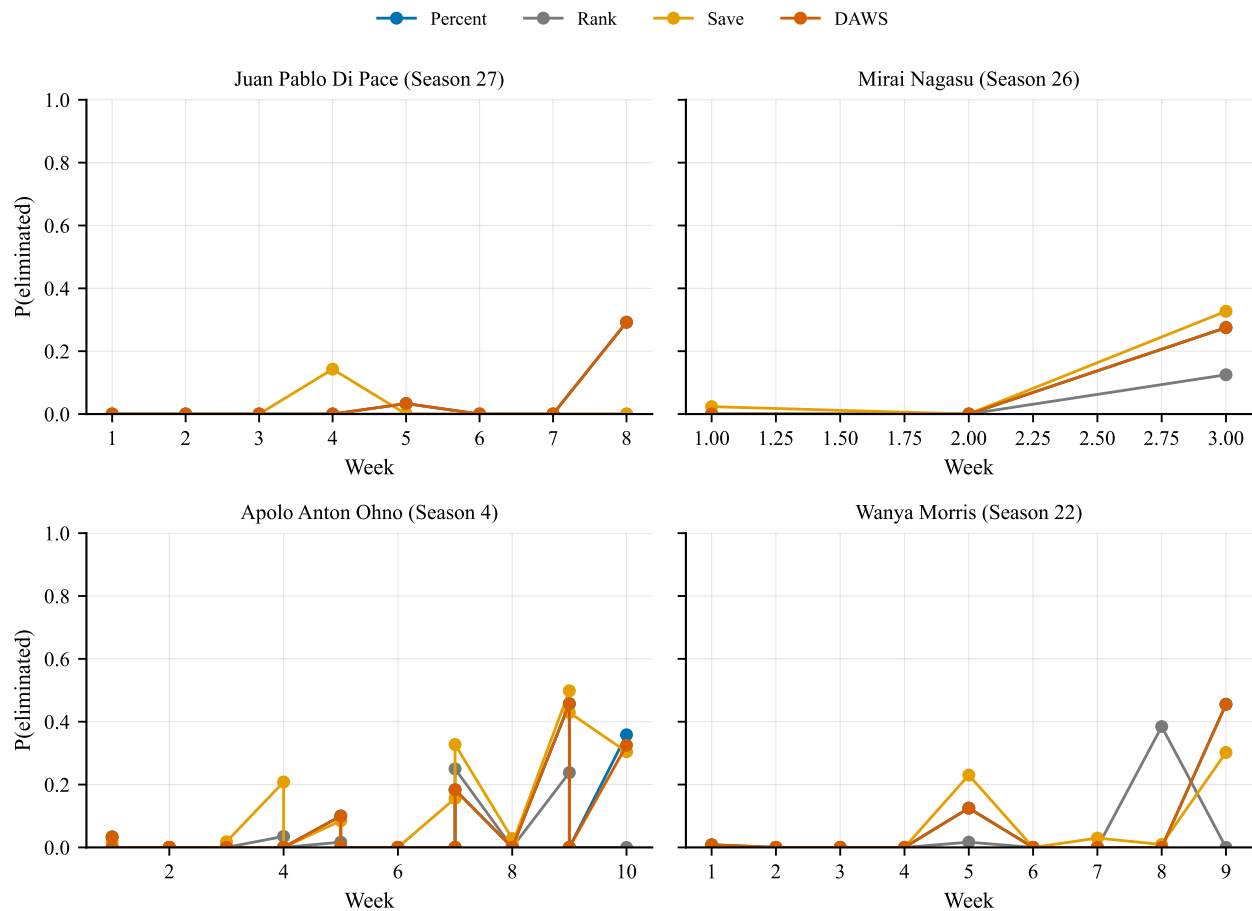 Percent Rank Save DAWS
Juan Pablo Di Pace (Season 27)
Mirai Nagasu (Season 26)
1.0
0.8
0.6
0.4
0.2
0.0
P(eliminated)
1 2 3 4 5 6 7 8
Week
1.00 1.25 1.50 1.75 2.00 2.25 2.50 2.75 3.00
Week
Apolo Anton Ohno (Season 4)
Wanya Morris (Season 22)
1.0
0.8
0.6
0.4
0.2
0.0
P(eliminated)
2 4 6 8 10
Week
1 2 3 4 5 6 7 8 9
Week